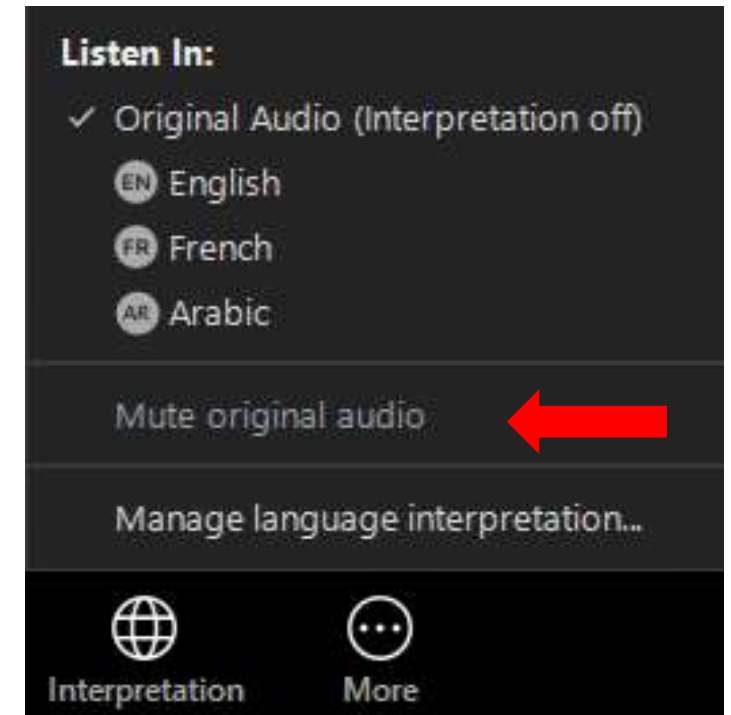 Listen In:
✓ Original Audio (Interpretation off)
EN English
FR French
AR Arabic
Mute original audio
Manage language interpretation...
Interpretation
More